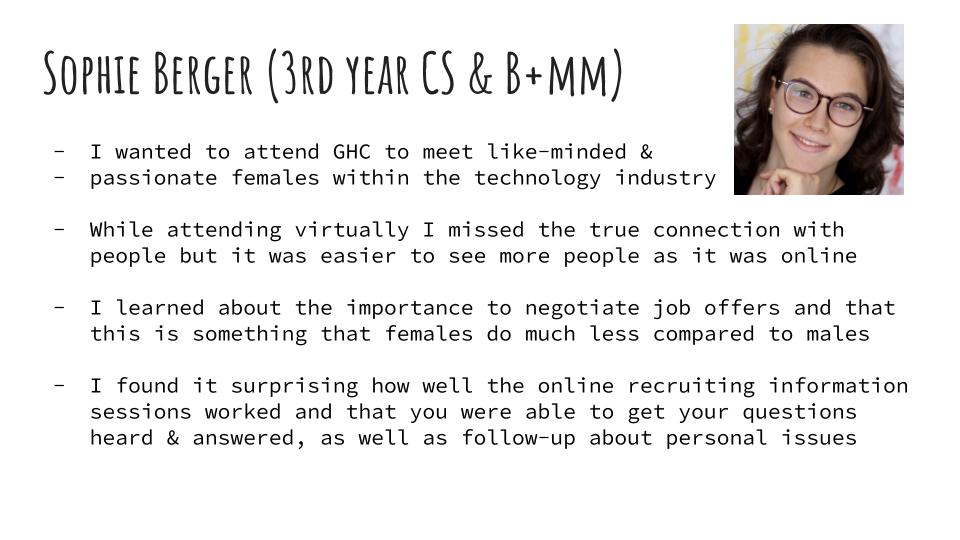 Sophie Berger (3rd year CS & B+mm)
- I wanted to attend GHC to meet like-minded &
- passionate females within the technology industry
- While attending virtually I missed the true connection with
people but it was easier to see more people as it was online
- I learned about the importance to negotiate job offers and that
this is something that females do much less compared to males
- I found it surprising how well the online recruiting information
sessions worked and that you were able to get your questions
heard & answered, as well as follow-up about personal issues